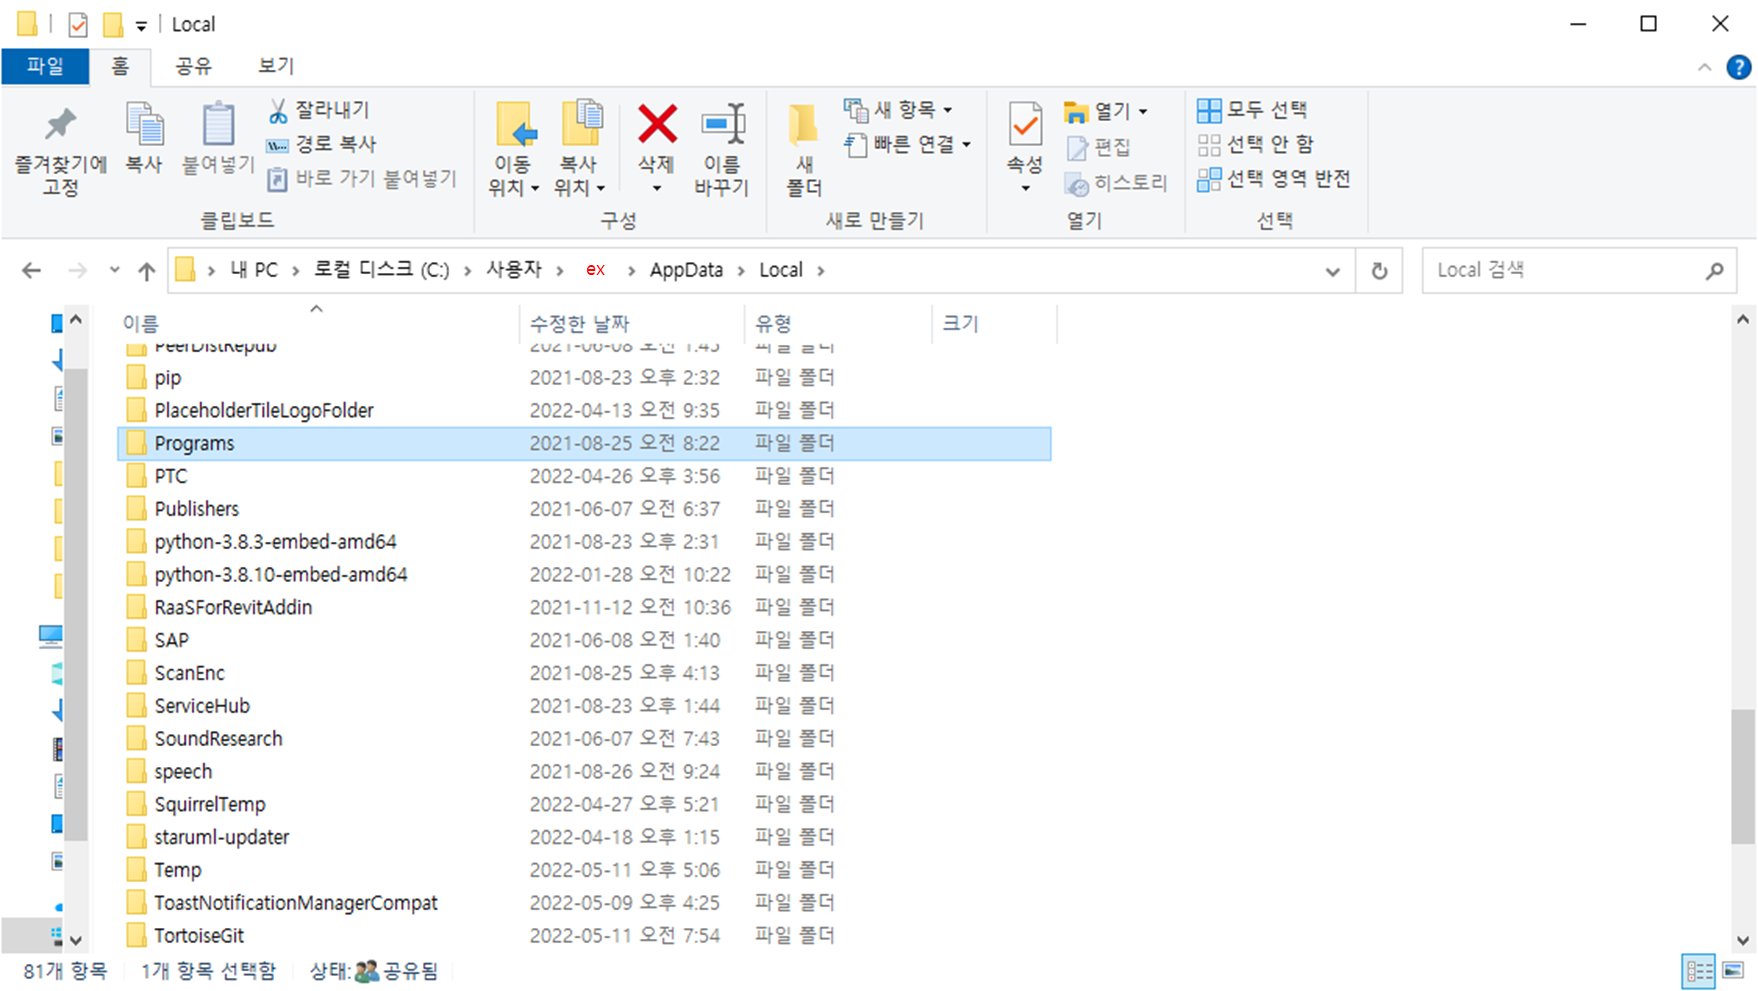 Local
파일 홈 공유 보기
즐겨찾기에 고정
복사
붙여넣기
잘라내기
경로 복사
바로 가기 붙여넣기
클립보드
이동 위치
복사 위치
삭제
이름 바꾸기
구성
새 폴더
새 항목
빠른 연결
새로 만들기
속성
열기
편집
히스토리
열기
모두 선택
선택 안 함
선택 영역 반전
선택
내 PC > 로컬 디스크 (C:) > 사용자 > ex > AppData > Local >
Local 검색
이름 수정한 날짜 유형 크기
PeerDistRepub 2021-06-08 오전 1:45 파일 폴더
pip 2021-08-23 오후 2:32 파일 폴더
PlaceholderTileLogoFolder 2022-04-13 오전 9:35 파일 폴더
Programs 2021-08-25 오전 8:22 파일 폴더
PTC 2022-04-26 오후 3:56 파일 폴더
Publishers 2021-06-07 오전 6:37 파일 폴더
python-3.8.3-embed-amd64 2021-08-23 오후 2:31 파일 폴더
python-3.8.10-embed-amd64 2022-01-28 오전 10:22 파일 폴더
RaaSForRevitAddin 2021-11-12 오전 10:36 파일 폴더
SAP 2021-06-08 오전 1:40 파일 폴더
ScanEnc 2021-08-25 오후 4:13 파일 폴더
ServiceHub 2021-08-23 오후 1:44 파일 폴더
SoundResearch 2021-06-07 오전 7:43 파일 폴더
speech 2021-08-26 오전 9:24 파일 폴더
SquirrelTemp 2022-04-27 오후 5:21 파일 폴더
staruml-updater 2022-04-18 오후 1:15 파일 폴더
Temp 2022-05-11 오후 5:06 파일 폴더
ToastNotificationManagerCompat 2022-05-09 오후 4:25 파일 폴더
TortoiseGit 2022-05-11 오전 7:54 파일 폴더
81개 항목 1개 항목 선택함 상태: 공유됨